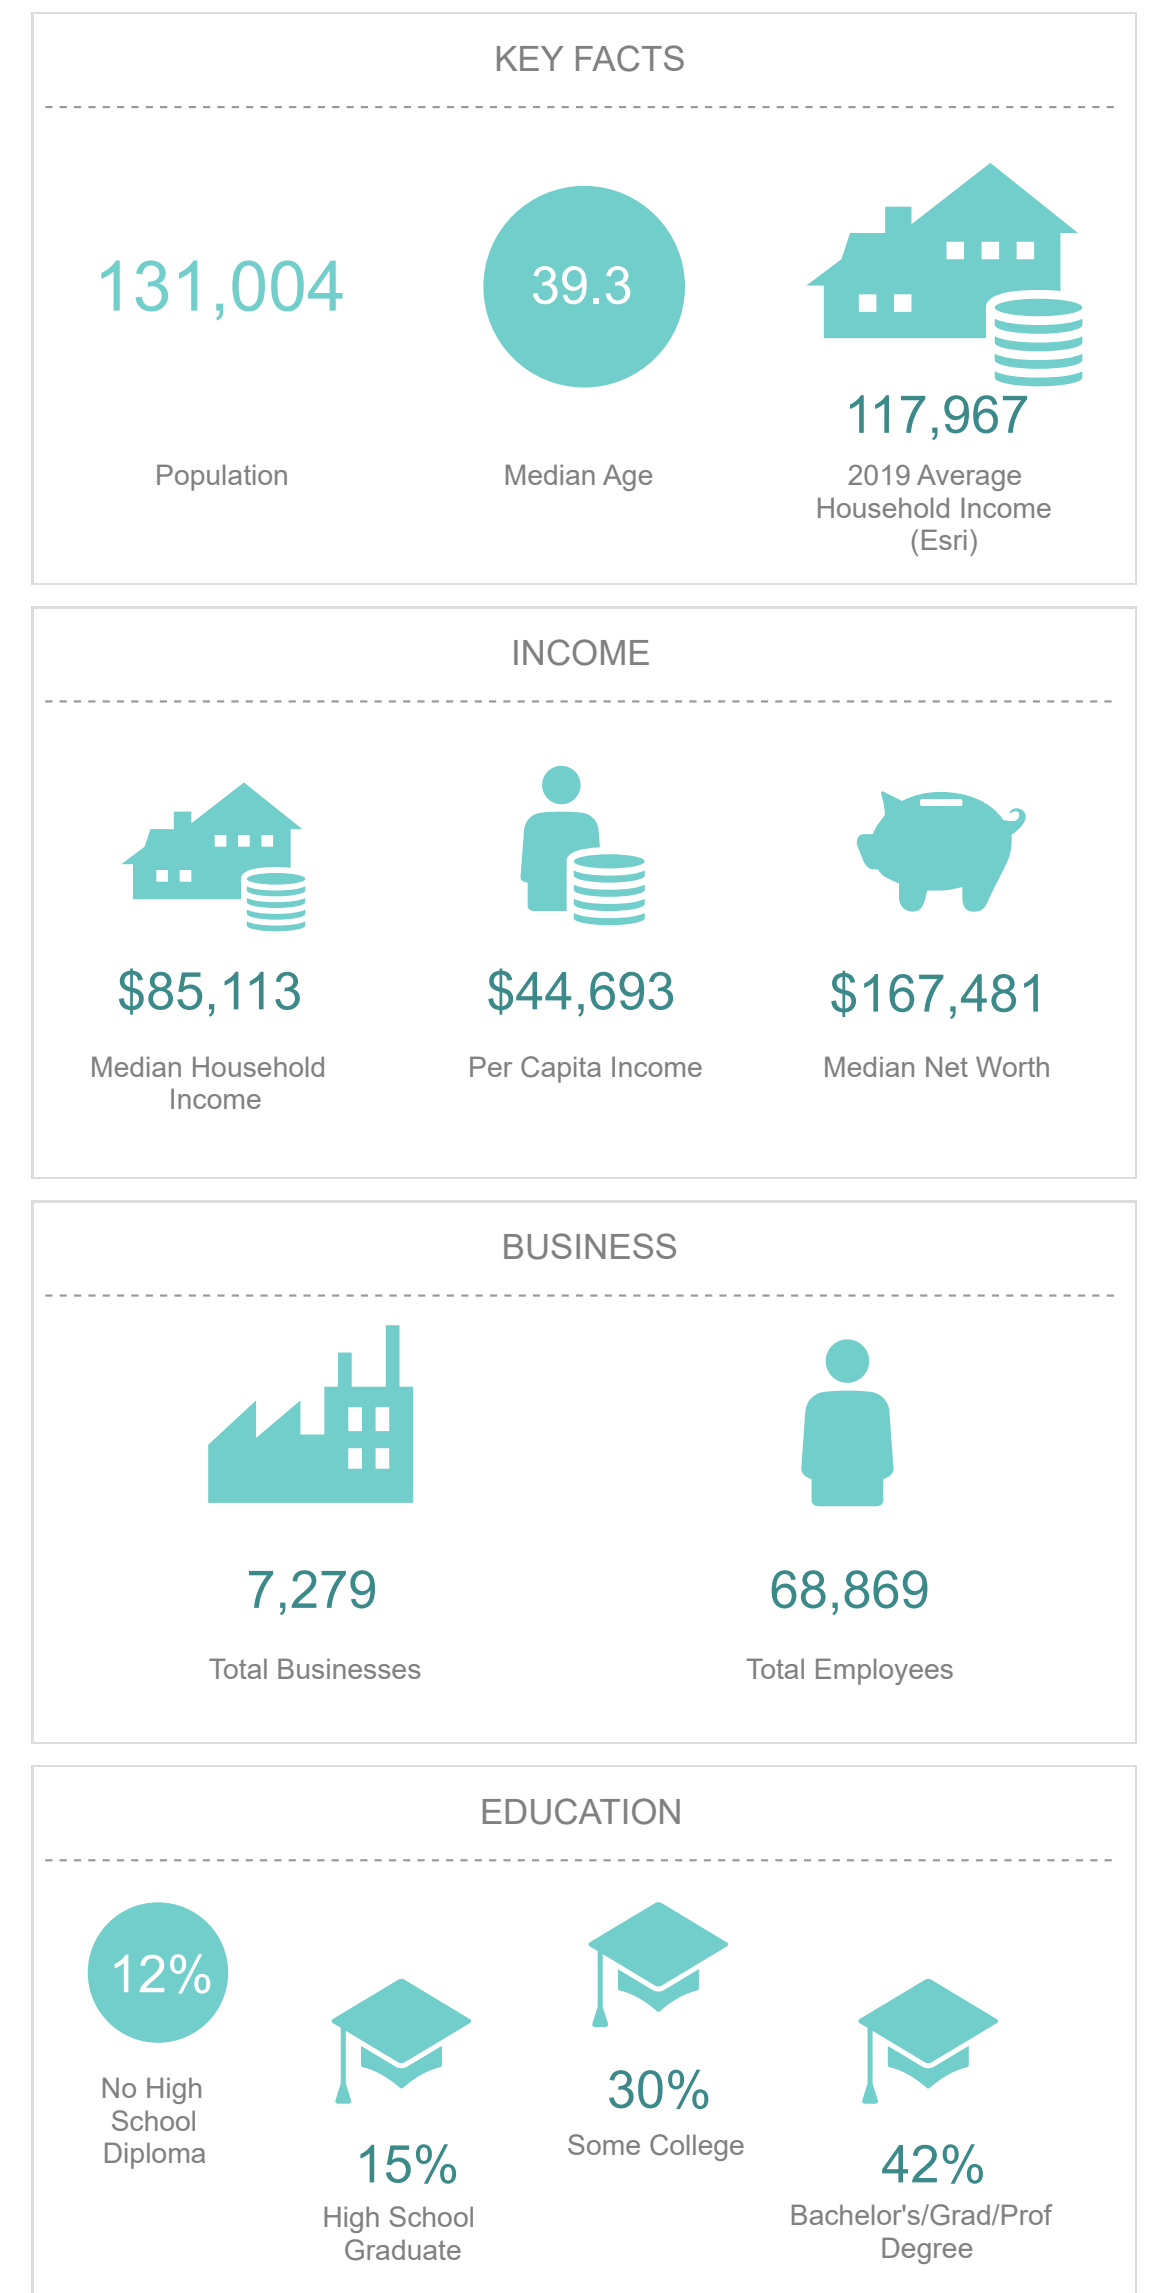 KEY FACTS
131,004
Population
39.3
Median Age
117,967
2019 Average
Household Income
(Esri)
INCOME
$85,113
Median Household
Income
$44,693
Per Capita Income
$167,481
Median Net Worth
BUSINESS
7,279
Total Businesses
68,869
Total Employees
EDUCATION
12%
No High
School
Diploma
15%
High School
Graduate
30%
Some College
42%
Bachelor's/Grad/Prof
Degree